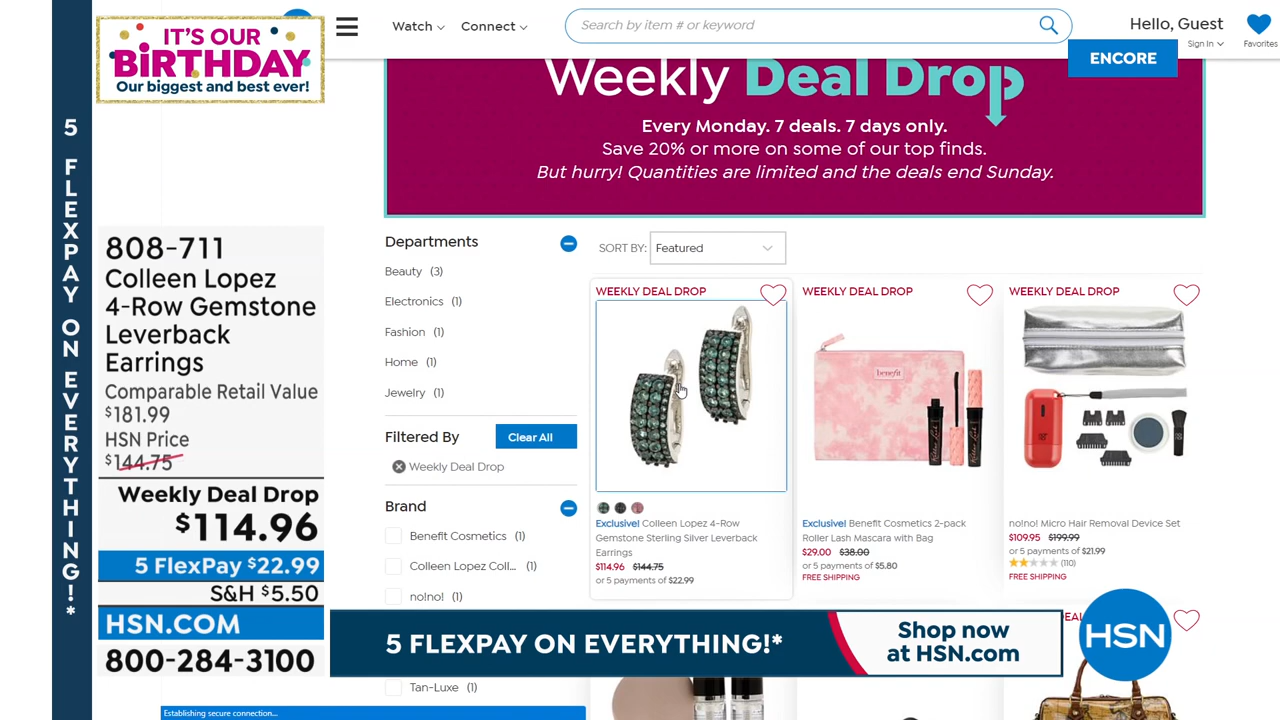 IT'S OUR
BiRTHDAY
Our biggest and best ever!
Watch
Connect
Search by item # or keyword
Hello, Guest
Sign In
Favorites
ENCORE
Weekly Deal Drop
Every Monday. 7 deals. 7 days only.
Save 20% or more on some of our top finds.
But hurry! Quantities are limited and the deals end Sunday.
5 FLEXPAY ON EVERYTHING!*
808-711
Colleen Lopez
4-Row Gemstone
Leverback
Earrings
Comparable Retail Value
$181.99
HSN Price
$144.75
Weekly Deal Drop
$114.96
5 FlexPay $22.99
S&H $5.50
HSN.COM
800-284-3100
Departments
Beauty (3)
Electronics (1)
Fashion (1)
Home (1)
Jewelry (1)
Filtered By
Clear All
Weekly Deal Drop
Brand
Benefit Cosmetics (1)
Colleen Lopez Coll... (1)
no!no! (1)
Tan-Luxe (1)
SORT BY:
Featured
WEEKLY DEAL DROP
Exclusive! Colleen Lopez 4-Row
Gemstone Sterling Silver Leverback
Earrings
$114.96 $144.75
or 5 payments of $22.99
WEEKLY DEAL DROP
benefit
Exclusive! Benefit Cosmetics 2-pack
Roller Lash Mascara with Bag
$29.00 $38.00
or 5 payments of $5.80
FREE SHIPPING
WEEKLY DEAL DROP
no!no! Micro Hair Removal Device Set
$109.95 $199.99
or 5 payments of $21.99
(110)
FREE SHIPPING
5 FLEXPAY ON EVERYTHING!*
Shop now
at HSN.com
HSN
Establishing secure connection...